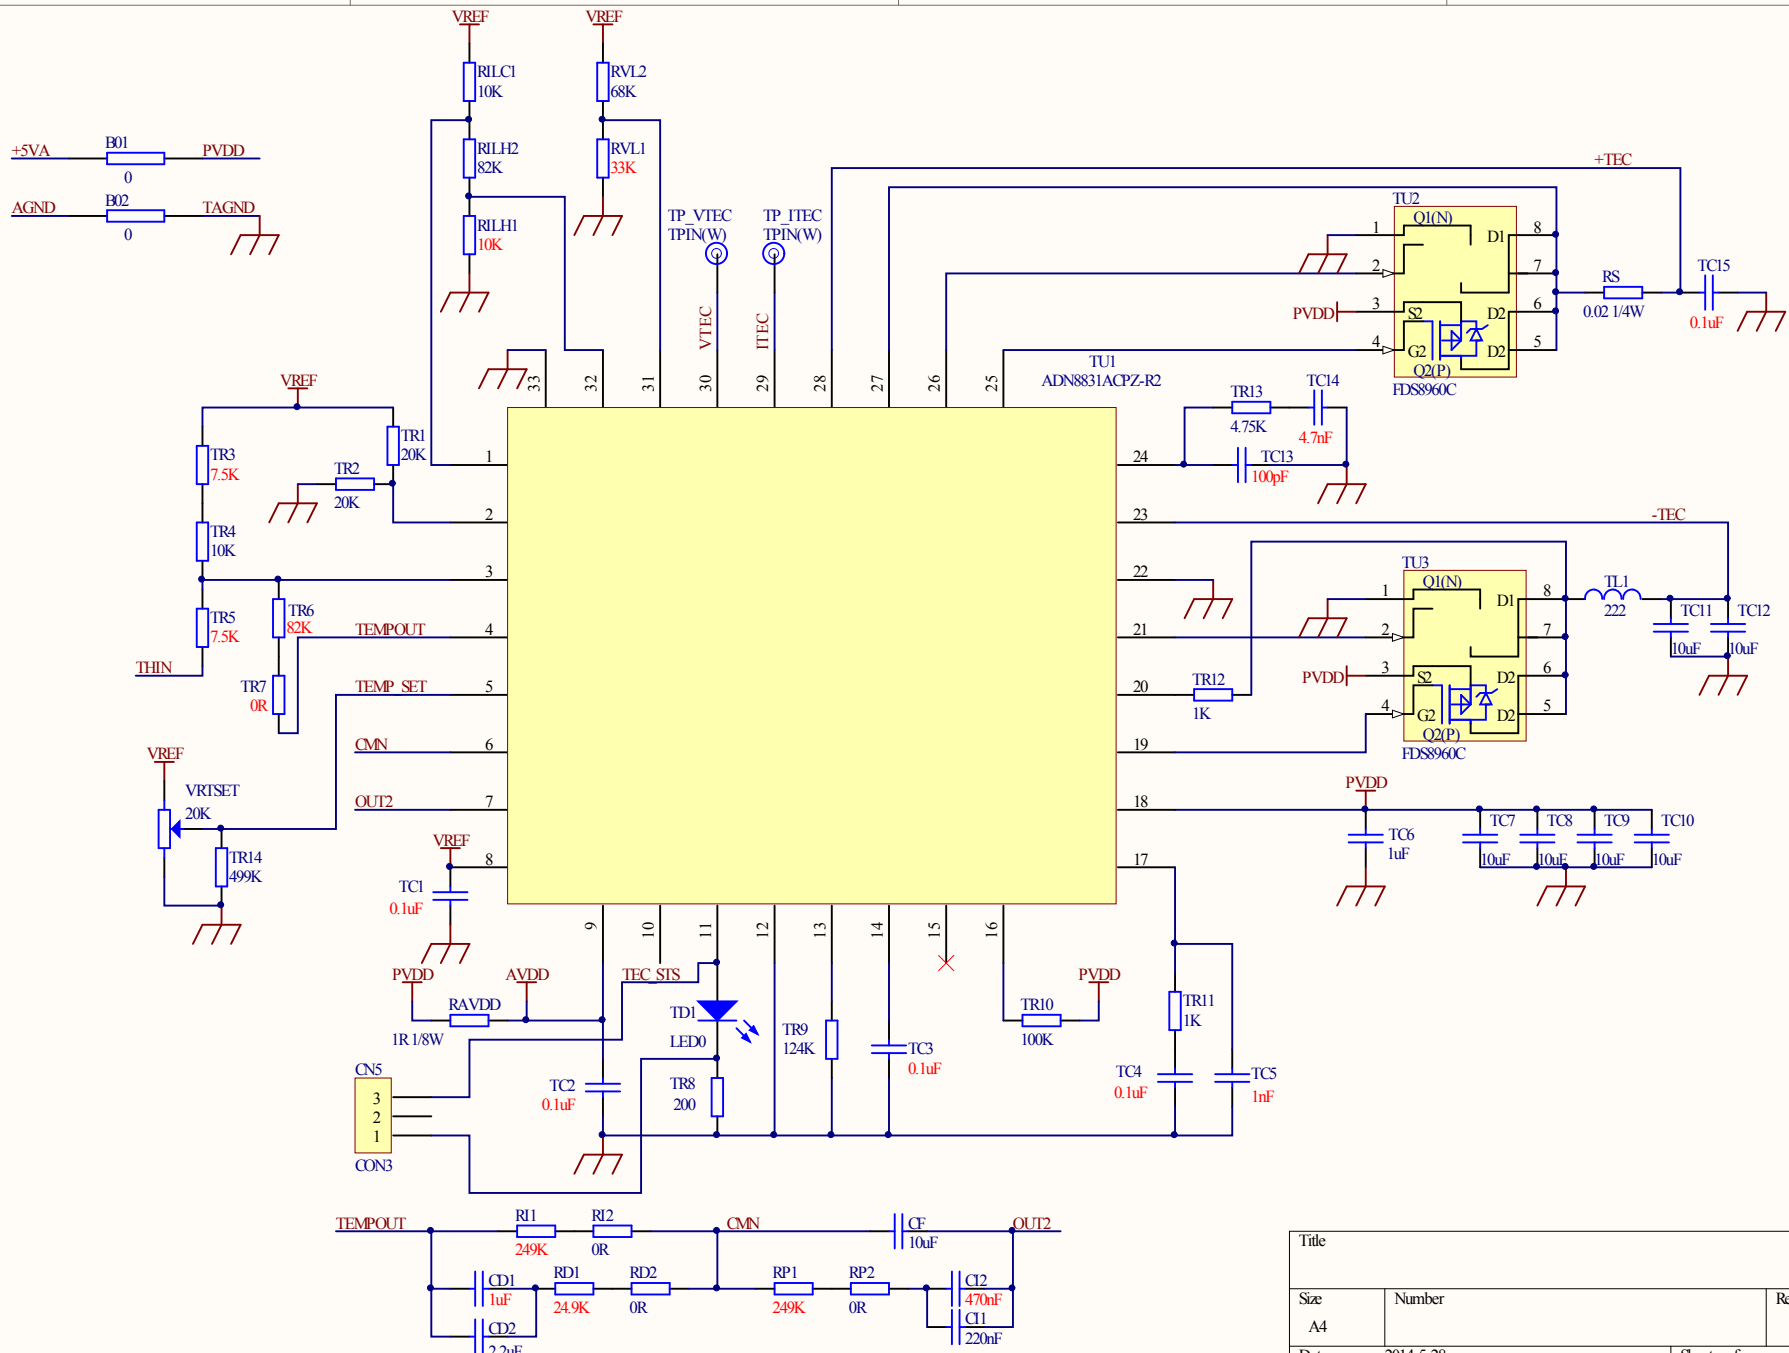 VREF
VREF
RILC1
10K
RVL2
68K
+5VA
B01
PVDD
0
RILH2
82K
RVL1
33K
AGND
B02
TAGND
0
RILH1
10K
TP_VTEC
TPIN(W)
TP_ITEC
TPIN(W)
VTEC
ITEC
+TEC
TU2
Q1(N)
1
2
3
4
D1
8
7
6
5
S2
D2
G2
D2
Q2(P)
FDS8960C
PVDD
RS
0.02 1/4W
TC15
0.1uF
TU1
ADN8831ACPZ-R2
33
32
31
30
29
28
27
26
25
VREF
TR3
7.5K
TR1
20K
TR2
20K
TR4
10K
TR5
7.5K
TR6
82K
THIN
TR7
0R
TEMPOUT
TEMP_SET
CMN
OUT2
1
2
3
4
5
6
7
8
VREF
VRTSET
20K
TR14
499K
VREF
TC1
0.1uF
24
23
22
21
20
19
18
17
TR13
4.75K
TC14
4.7nF
TC13
100pF
-TEC
TU3
Q1(N)
1
2
3
4
D1
8
7
6
5
S2
D2
G2
D2
Q2(P)
FDS8960C
PVDD
TR12
1K
TL1
222
TC11
10uF
TC12
10uF
PVDD
TC6
1uF
TC7
10uF
TC8
10uF
TC9
10uF
TC10
10uF
9
10
11
12
13
14
15
16
PVDD
AVDD
RAVDD
1R 1/8W
TEC_STS
TD1
LED0
TR9
124K
TC3
0.1uF
TR10
100K
PVDD
TR11
1K
TC4
0.1uF
TC5
1nF
CN5
3
2
1
CON3
TC2
0.1uF
TR8
200
TEMPOUT
RI1
249K
RI2
0R
CMN
CF
10uF
OUT2
CD1
1uF
RD1
24.9K
RD2
0R
RP1
249K
RP2
0R
CI2
470nF
CD2
2.2uF
CI1
220nF
Title
Size
Number
Re
A4